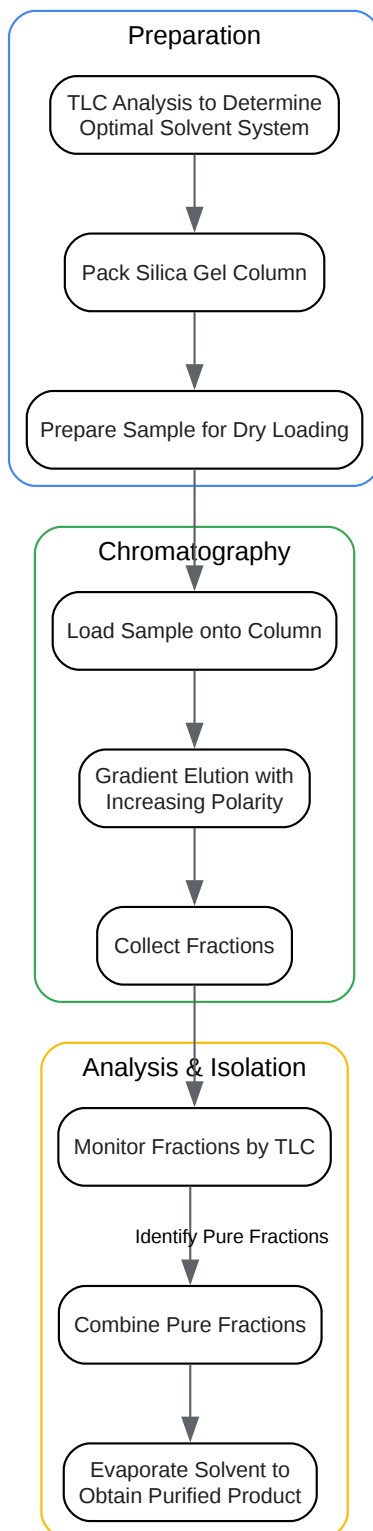 Preparation
TLC Analysis to Determine
Optimal Solvent System
Pack Silica Gel Column
Prepare Sample for Dry Loading
Chromatography
Load Sample onto Column
Gradient Elution with
Increasing Polarity
Collect Fractions
Analysis & Isolation
Monitor Fractions by TLC
Identify Pure Fractions
Combine Pure Fractions
Evaporate Solvent to
Obtain Purified Product